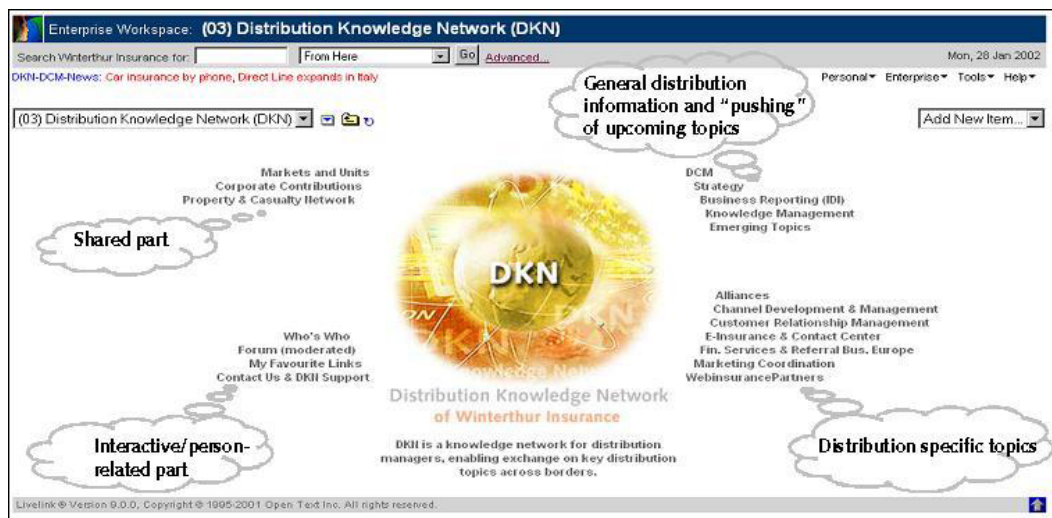 Enterprise Workspace: (03) Distribution Knowledge Network (DKN)
Search Winterthur Insurance for: From Here Go Advanced... Mon, 28 Jan 2002
DKN-DCM-News: Car insurance by phone, Direct Line expands in Italy Personal Enterprise Tools Help
General distribution
information and "pushing"
of upcoming topics
(03) Distribution Knowledge Network (DKN) Add New Item...
Markets and Units
Corporate Contributions
Property & Casualty Network
Shared part
DCM
Strategy
Business Reporting (IDI)
Knowledge Management
Emerging Topics
DKN
Who's Who
Forum (moderated)
My Favourite Links
Contact Us & DKN Support
Interactive/person-
related part
Alliances
Channel Development & Management
Customer Relationship Management
E-Insurance & Contact Center
Fin. Services & Referral Bus. Europe
Marketing Coordination
WebinsurancePartners
Distribution specific topics
Distribution Knowledge Network
of Winterthur Insurance
DKN is a knowledge network for distribution
managers, enabling exchange on key distribution
topics across borders.
Livelink ® Version 9.0.0, Copyright © 1995-2001 Open Text Inc. All rights reserved.